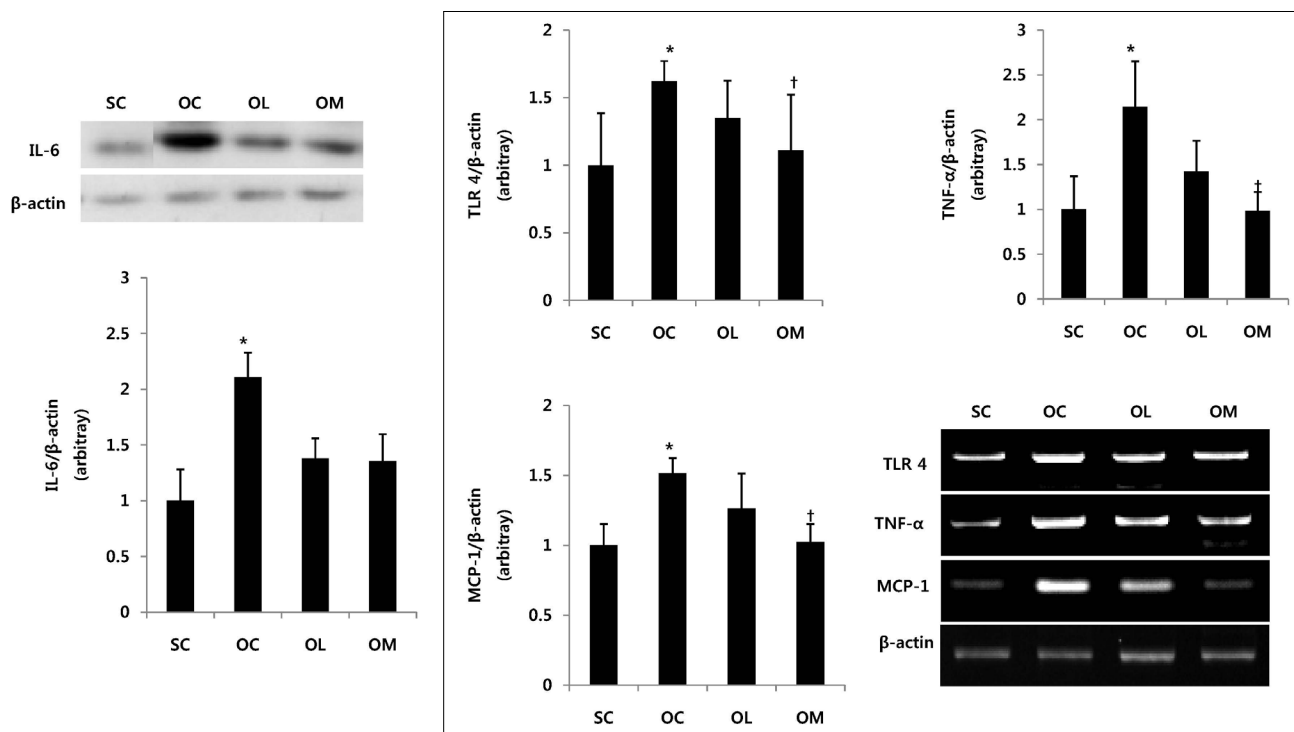 SC OC OL OM
IL-6
β-actin
3
2.5
2
1.5
1
0.5
0
*
IL-6/β-actin
(arbitray)
SC OC OL OM
2
1.5
1
0.5
0
*
†
TLR 4/β-actin
(arbitray)
SC OC OL OM
3
2.5
2
1.5
1
0.5
0
*
‡
TNF-α/β-actin
(arbitray)
SC OC OL OM
2
1.5
1
0.5
0
*
†
MCP-1/β-actin
(arbitray)
SC OC OL OM
SC OC OL OM
TLR 4
TNF-α
MCP-1
β-actin